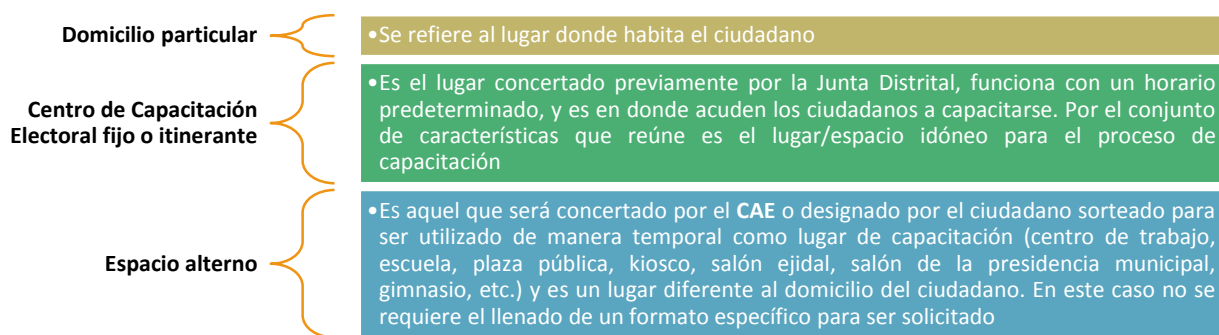 Domicilio particular
•Se refiere al lugar donde habita el ciudadano
Centro de Capacitación
Electoral fijo o itinerante
•Es el lugar concertado previamente por la Junta Distrital, funciona con un horario
predeterminado, y es en donde acuden los ciudadanos a capacitarse. Por el conjunto
de características que reúne es el lugar/espacio idóneo para el proceso de
capacitación
Espacio alterno
•Es aquel que será concertado por el CAE o designado por el ciudadano sorteado para
ser utilizado de manera temporal como lugar de capacitación (centro de trabajo,
escuela, plaza pública, kiosco, salón ejidal, salón de la presidencia municipal,
gimnasio, etc.) y es un lugar diferente al domicilio del ciudadano. En este caso no se
requiere el llenado de un formato específico para ser solicitado